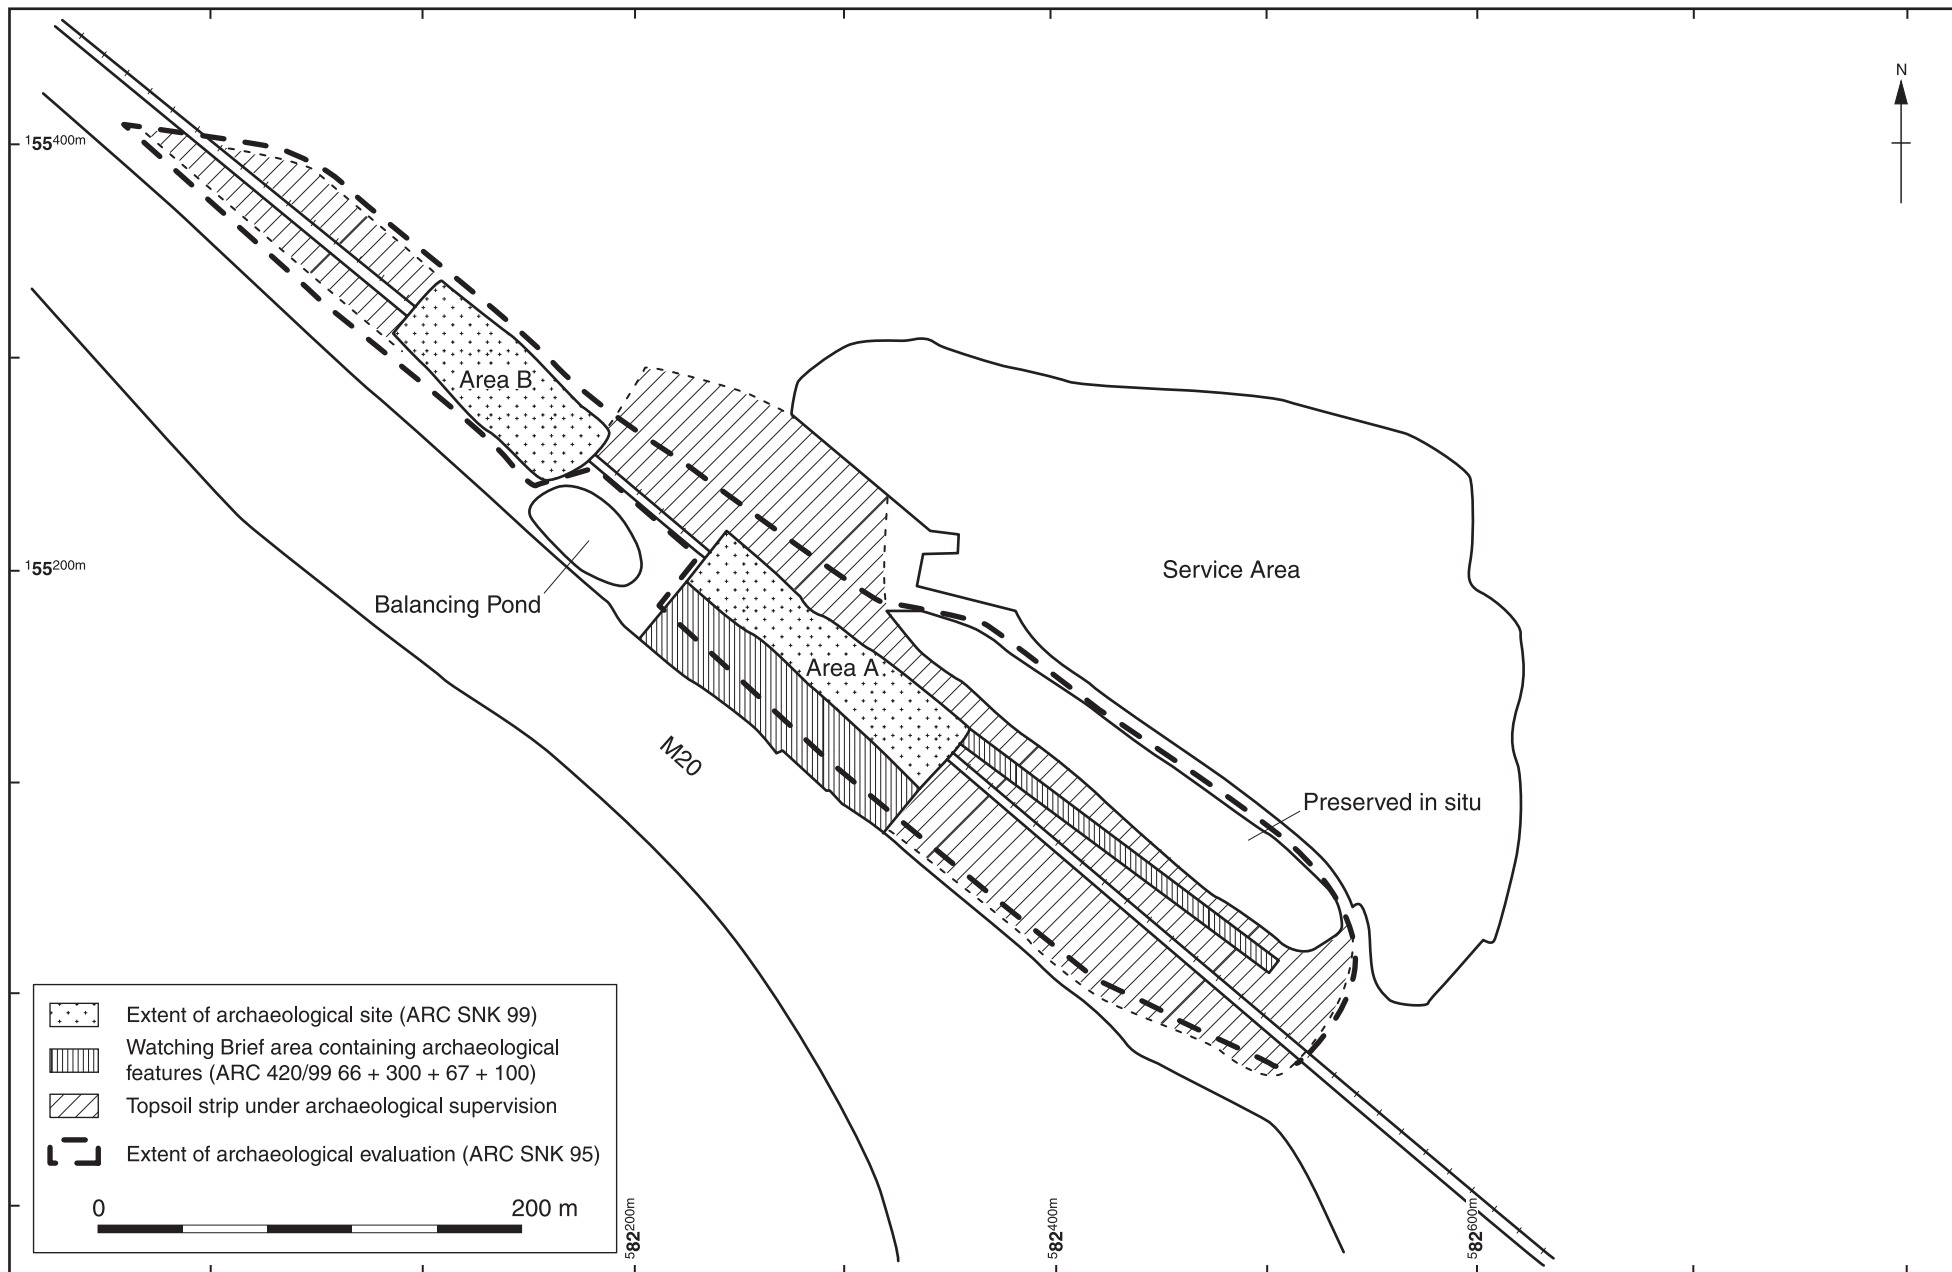 N
155400m
Area B
155200m
Service Area
Balancing Pond
Area A
M20
Preserved in situ
Extent of archaeological site (ARC SNK 99)
Watching Brief area containing archaeological
features (ARC 420/99 66 + 300 + 67 + 100)
Topsoil strip under archaeological supervision
Extent of archaeological evaluation (ARC SNK 95)
0 200 m
582200m
582400m
582600m